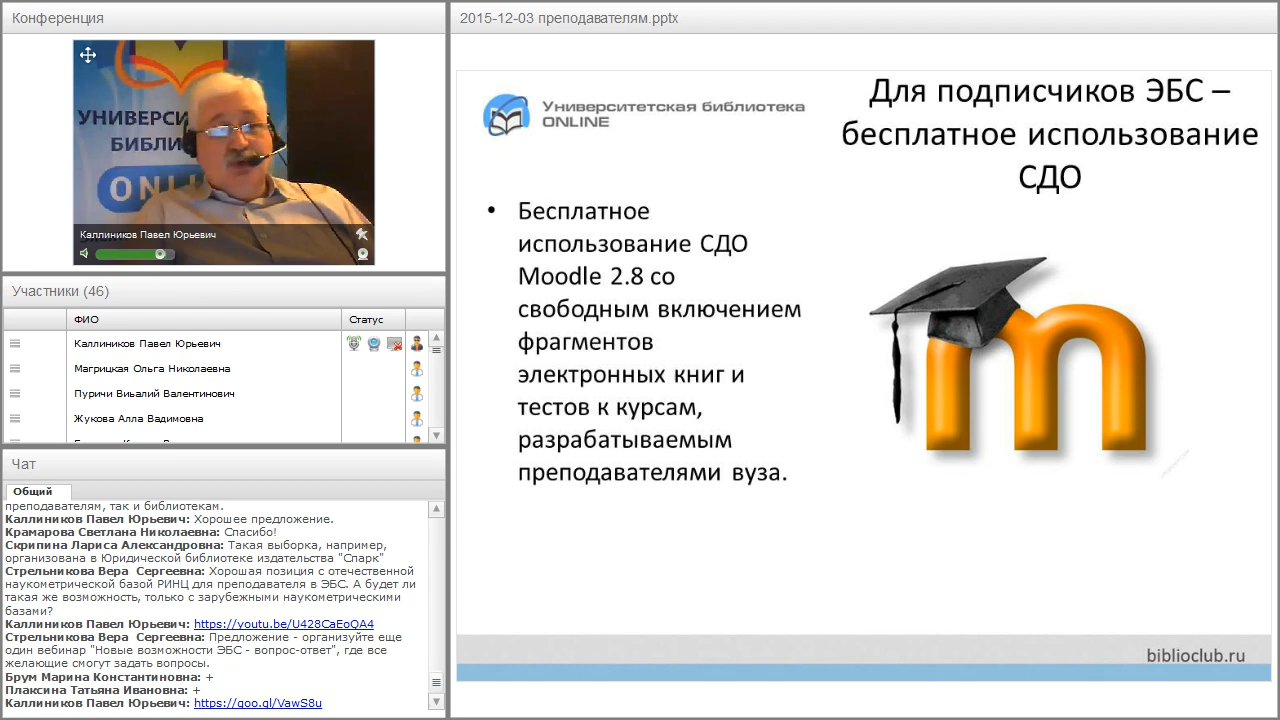 Конференция
УНИВЕРСИ
БИБЛИ
ONLI
Каллиников Павел Юрьевич
Участники (46)
ФИО
Статус
Каллиников Павел Юрьевич
Магрицкая Ольга Николаевна
Пуричи Виьалий Валентинович
Жукова Алла Вадимовна
Чат
Общий
преподавателям, так и библиотекам.
Каллиников Павел Юрьевич: Хорошее предложение.
Крамарова Светлана Николаевна: Спасибо!
Скрипина Лариса Александровна: Такая выборка, например,
организована в Юридической библиотеке издательства "Спарк"
Стрельникова Вера Сергеевна: Хорошая позиция с отечественной
наукометрической базой РИНЦ для преподавателя в ЭБС. А будет ли
такая же возможность, только с зарубежными наукометрическими
базами?
Каллиников Павел Юрьевич: https://youtu.be/U428CaEoQA4
Стрельникова Вера Сергеевна: Предложение - организуйте еще
один вебинар "Новые возможности ЭБС - вопрос-ответ", где все
желающие смогут задать вопросы.
Брум Марина Константиновна: +
Плаксина Татьяна Ивановна: +
Каллиников Павел Юрьевич: https://goo.gl/VawS8u
2015-12-03 преподавателям.pptx
Университетская библиотека
ONLINE
Для подписчиков ЭБС –
бесплатное использование
СДО
• Бесплатное
использование СДО
Moodle 2.8 со
свободным включением
фрагментов
электронных книг и
тестов к курсам,
разрабатываемым
преподавателями вуза.
m
biblioclub.ru